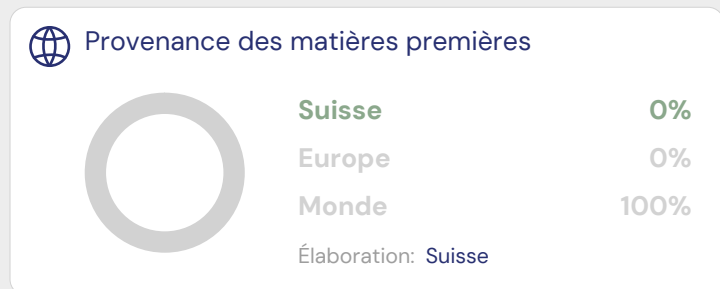 Provenance des matières premières
Suisse 0%
Europe 0%
Monde 100%
Élaboration: Suisse